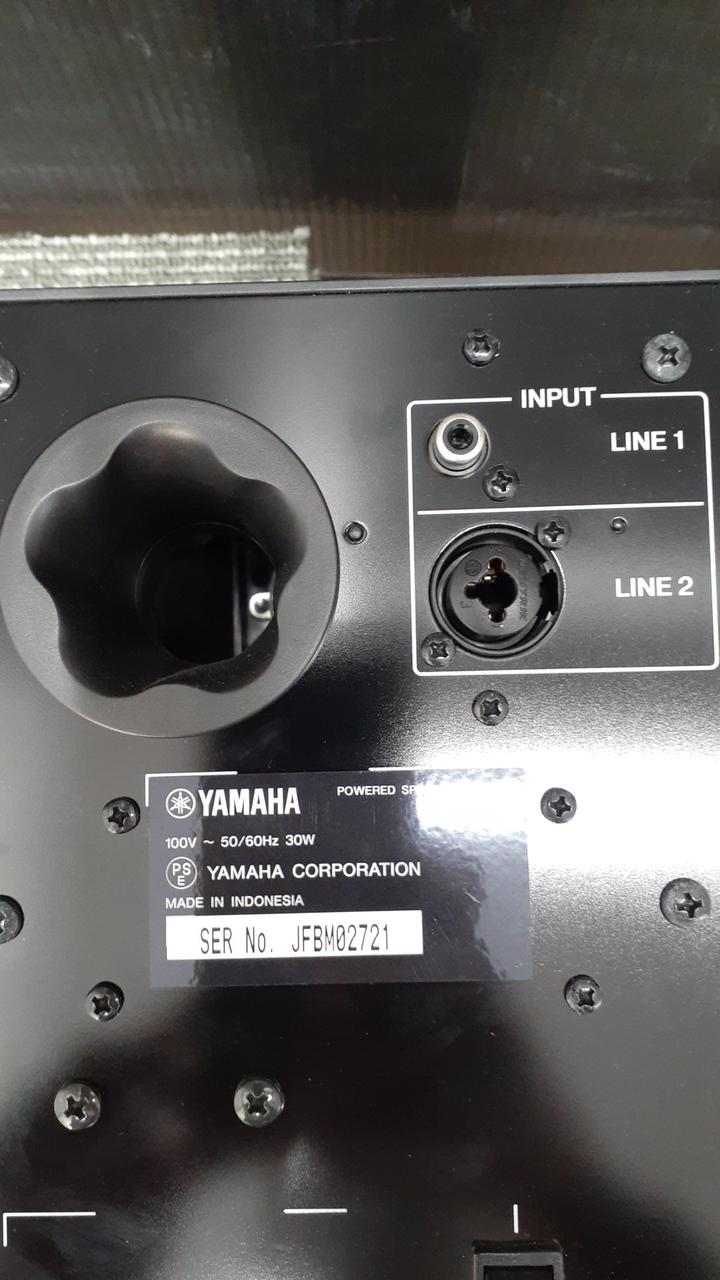 INPUT
LINE 1
LINE 2
YAMAHA
POWERED
100V ~ 50/60Hz 30W
PS
E
YAMAHA CORPORATION
MADE IN INDONESIA
SER No. JFBM02721